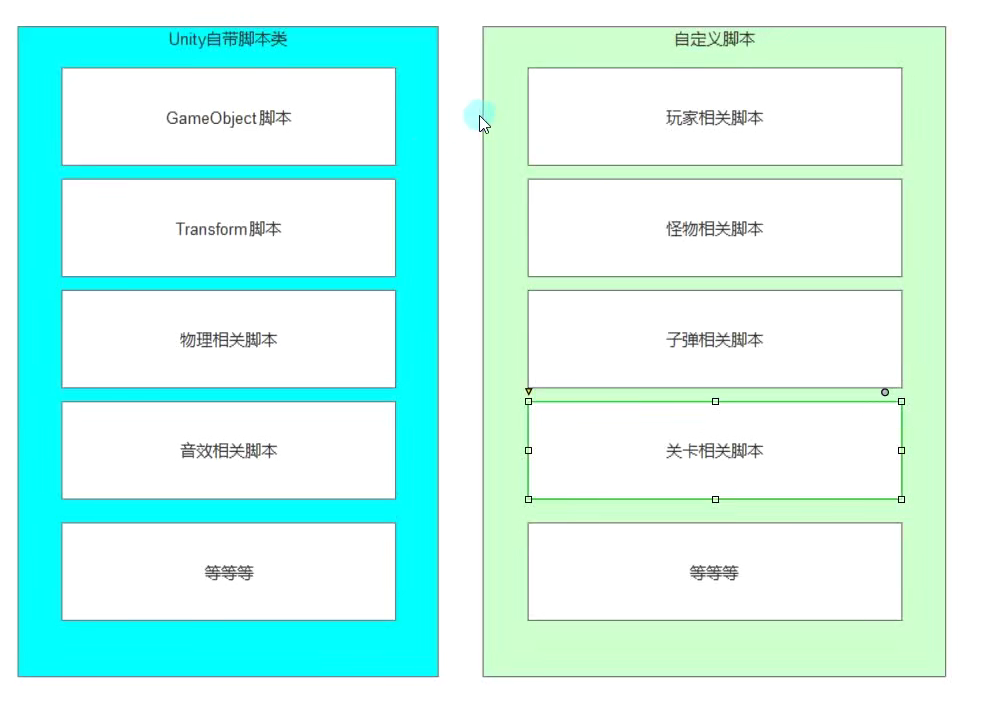 Unity自带脚本类
GameObject脚本
Transform脚本
物理相关脚本
音效相关脚本
等等等
自定义脚本
玩家相关脚本
怪物相关脚本
子弹相关脚本
关卡相关脚本
等等等